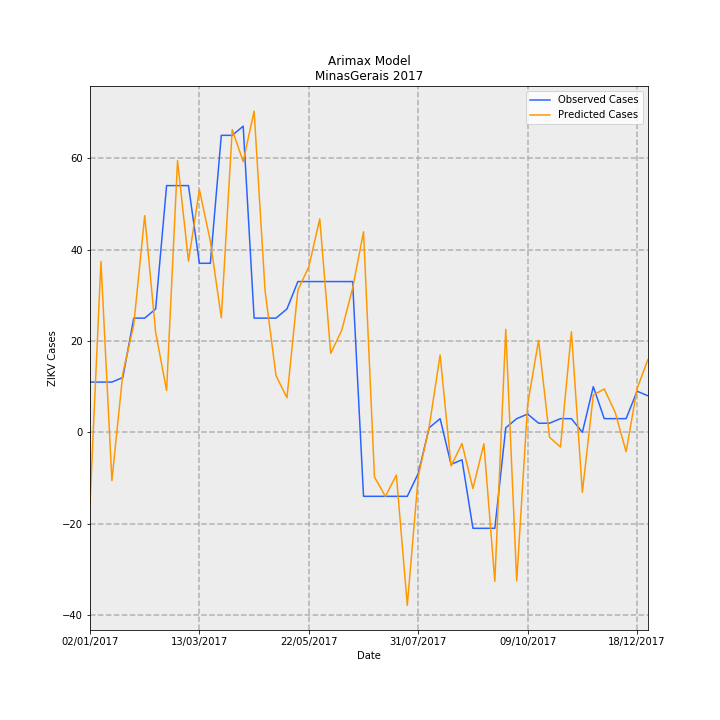 Arimax Model
MinasGerais 2017
Observed Cases
Predicted Cases
ZIKV Cases
60
40
20
0
−20
−40
02/01/2017 13/03/2017 22/05/2017 31/07/2017 09/10/2017 18/12/2017
Date